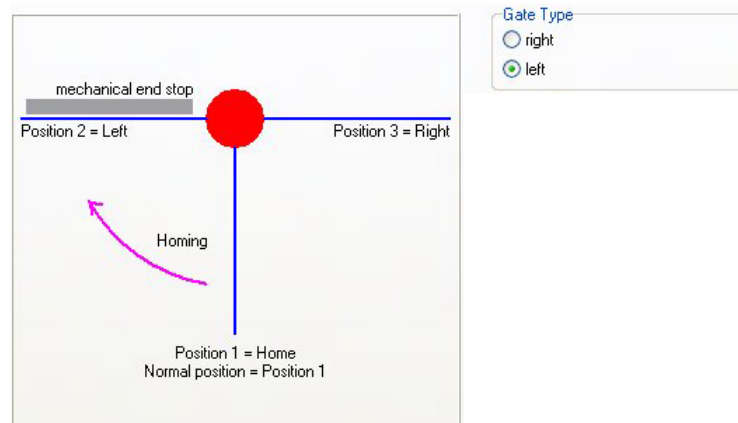 Gate Type
right
left
mechanical end stop
Position 2 = Left
Position 3 = Right
Homing
Position 1 = Home
Normal position = Position 1